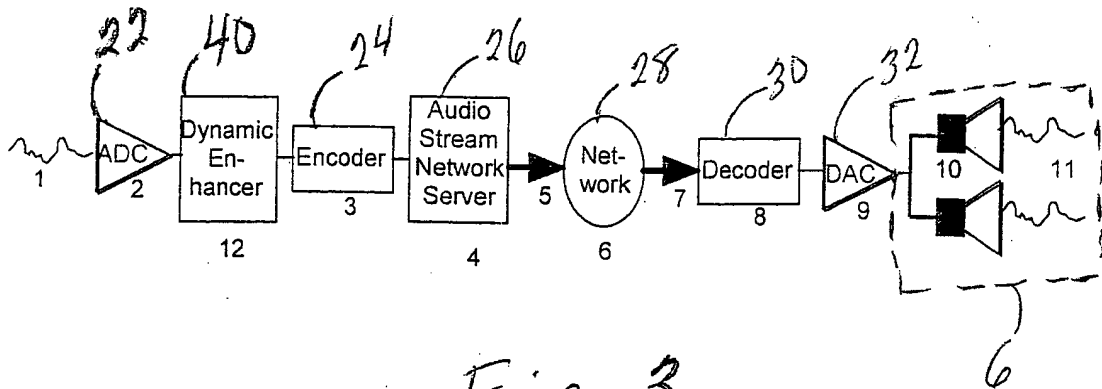 22
40
24
26
28
30
32
ADC
Dynamic
En-
hancer
Encoder
Audio
Stream
Network
Server
Net-
work
Decoder
DAC
1
2
12
3
4
5
6
7
8
9
10
11
6
Fig. 3